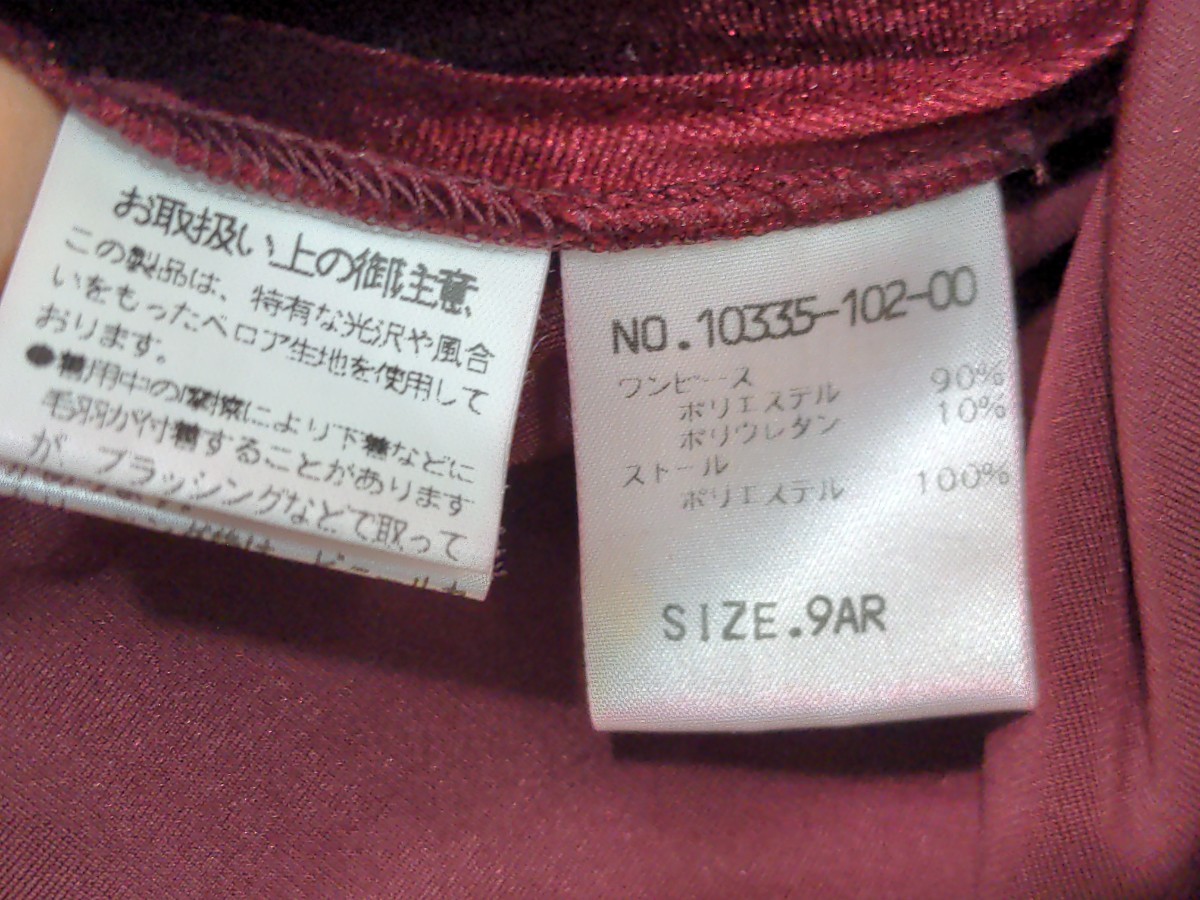 お取扱い上の御注意
この製品は、特有な光沢や風合
いをもったベロア生地を使用して
おります。
●着用中の摩擦により下着などに
毛羽が付着することがあります
が、ブラッシングなどで取って
NO.10335-102-00
ワンピース
ポリエステル 90%
ポリウレタン 10%
ストール
ポリエステル 100%
SIZE.9AR